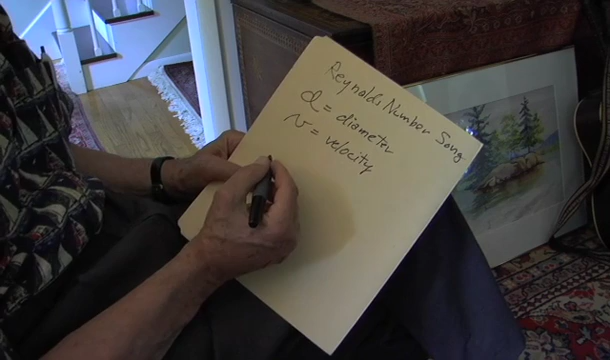 Reynolds Number Song
d = diameter
v = velocity